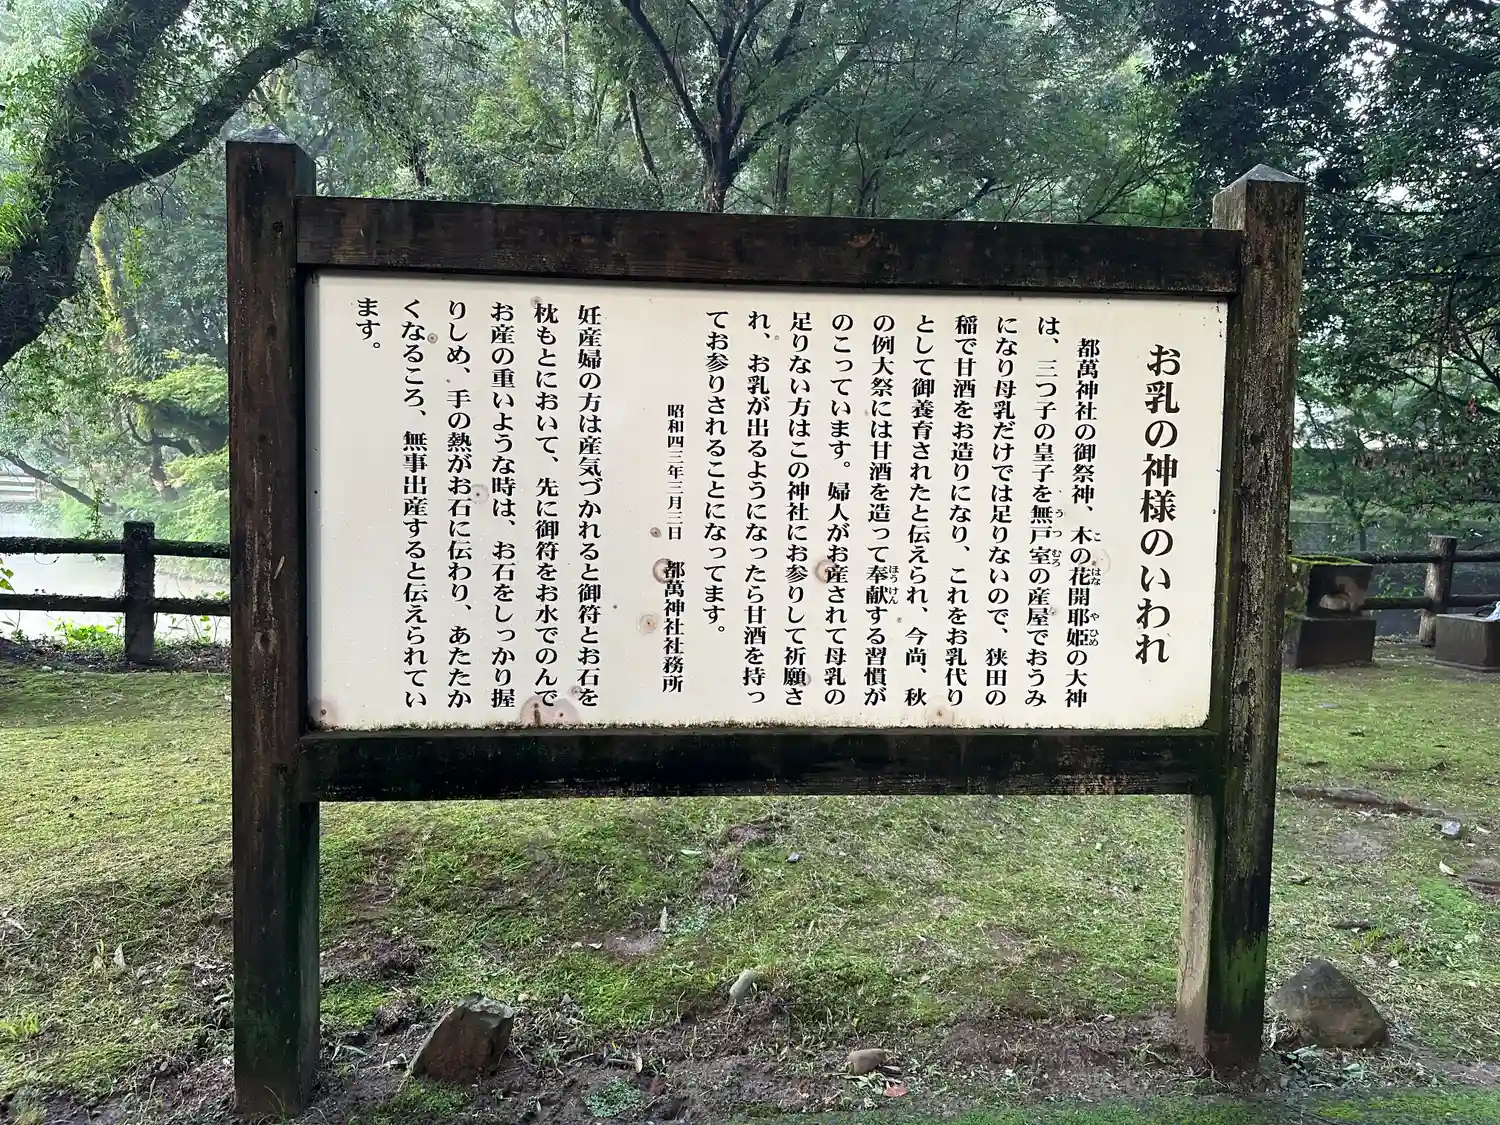 お乳の神様のいわれ
都萬神社の御祭神、木の花開耶姫の大神
は、三つ子の皇子を無戸室の産屋でおうみ
になり母乳だけでは足りないので、狭田の
稲で甘酒をお造りになり、これをお乳代り
として御養育されたと伝えられ、今尚、秋
の例大祭には甘酒を造って奉献する習慣が
のこっています。婦人がお産されて母乳の
足りない方はこの神社にお参りして祈願さ
れ、お乳が出るようになったら甘酒を持っ
てお参りされることになってます。
昭和四三年三月三日 都萬神社社務所
妊産婦の方は産気づかれると御符とお石を
枕もとにおいて、先に御符をお水でのんで
お産の重いような時は、お石をしっかり握
りしめ、手の熱がお石に伝わり、あたたか
くなるころ、無事出産すると伝えられてい
ます。